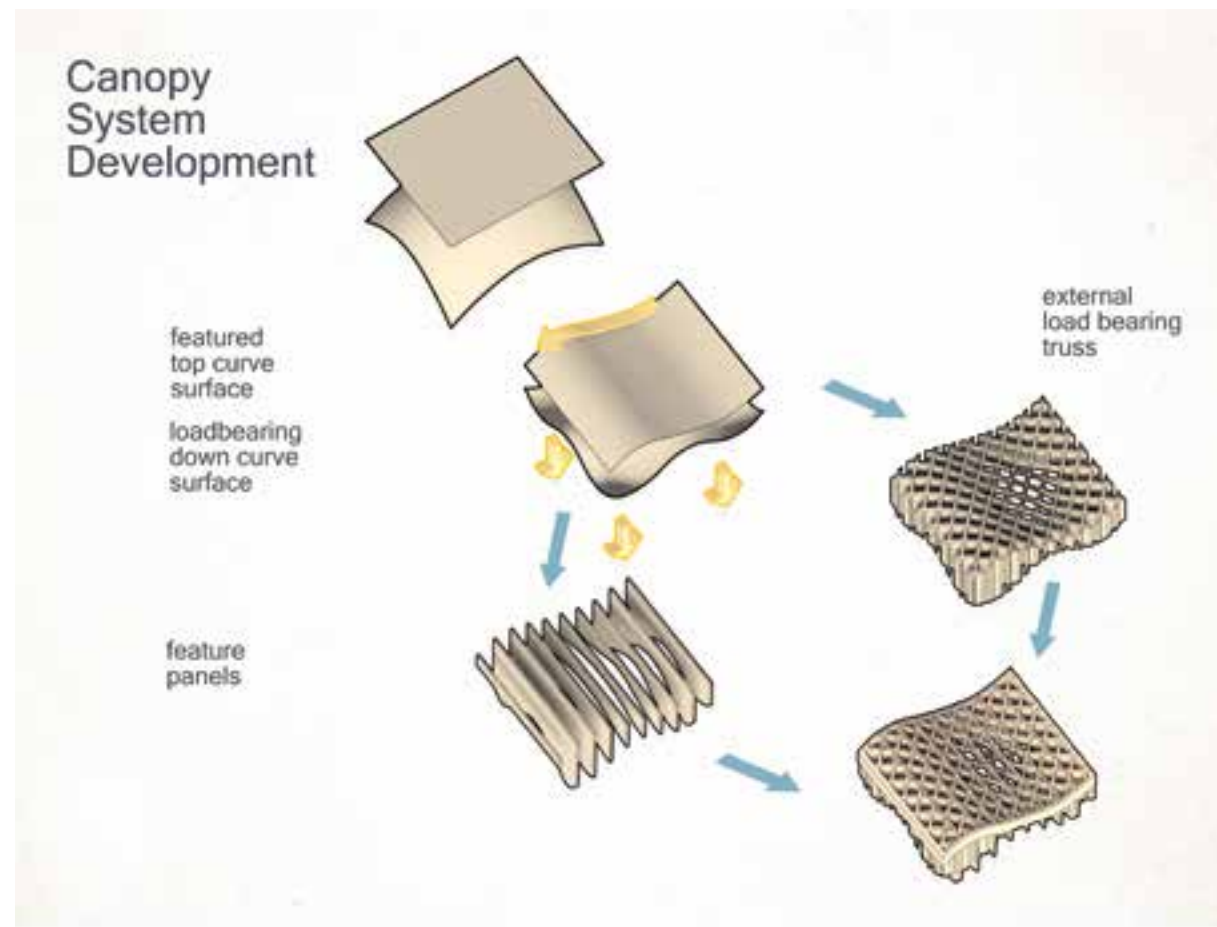 Canopy
System
Development
featured
top curve
surface
loadbearing
down curve
surface
external
load bearing
truss
feature
panels